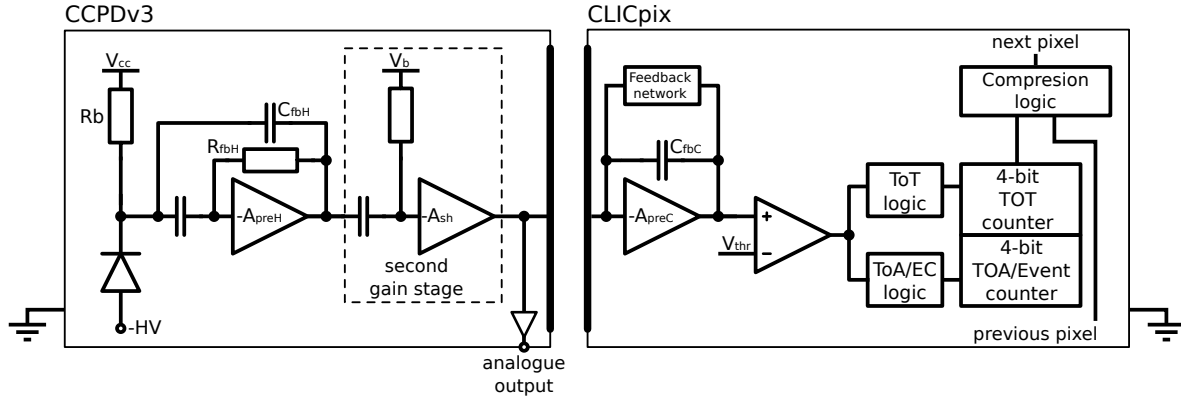 CCPDv3
Vcc
Rb
CfbH
RfbH
-ApreH
-HV
Vb
-Ash
second
gain stage
analogue
output
CLICpix
Feedback
network
CfbC
-ApreC
Vthr
+
−
ToT
logic
ToA/EC
logic
next pixel
Compresion
logic
4-bit
TOT
counter
4-bit
TOA/Event
counter
previous pixel